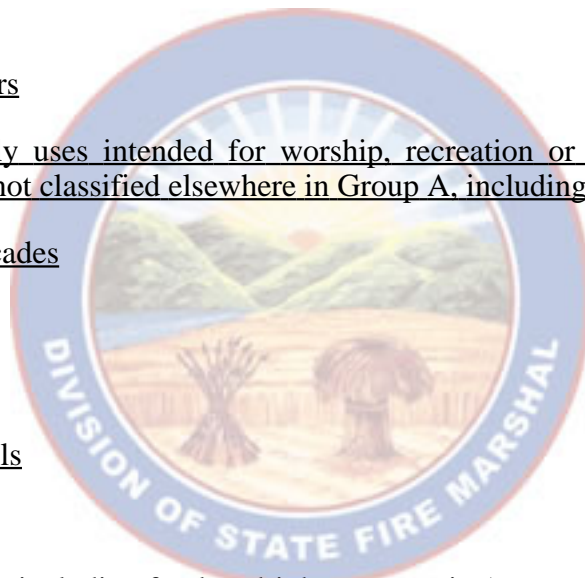 rs
y uses intended for worship, recreation or
not classified elsewhere in Group A, including
cades
ls
DIVISION OF STATE FIRE MARSHAL